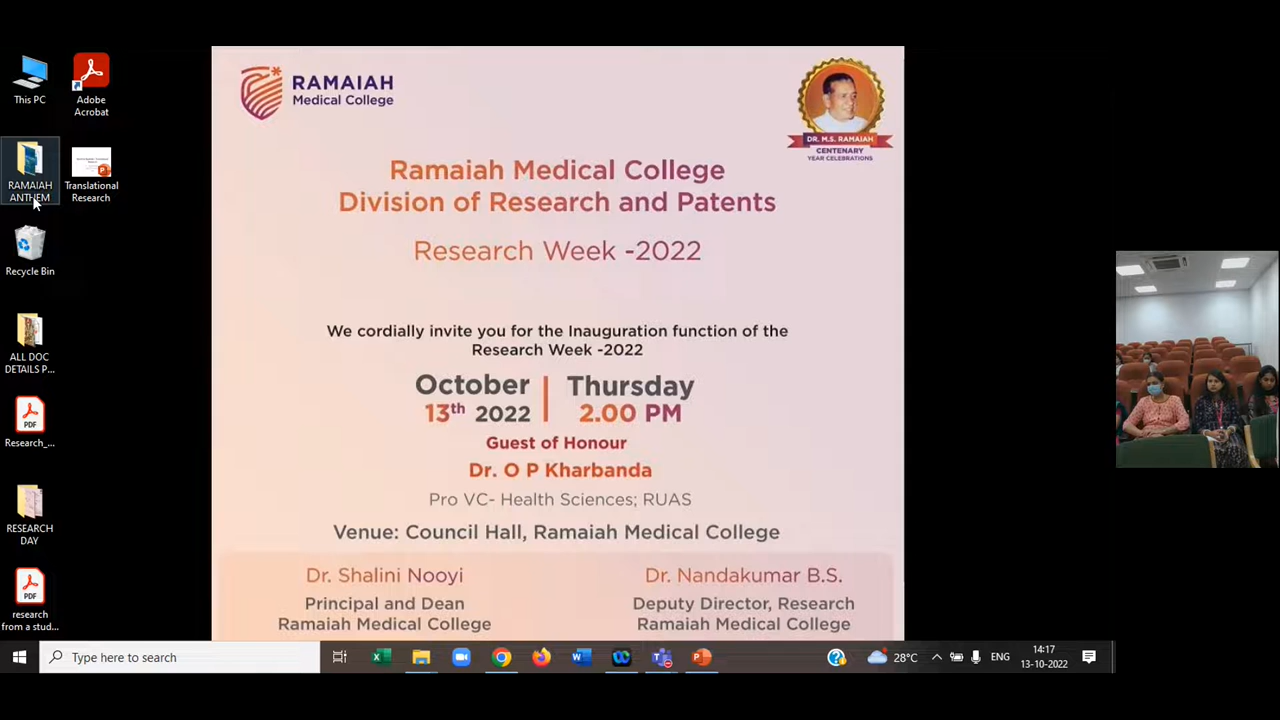 This PC
Adobe
Acrobat
RAMAIAH
ANTHEM
Translational
Research
Recycle Bin
ALL DOC
DETAILS P...
Research_...
RESEARCH
DAY
research
from a stud...
RAMAIAH
Medical College
DR. M.S. RAMAIAH
CENTENARY
YEAR CELEBRATIONS
Ramaiah Medical College
Division of Research and Patents
Research Week -2022
We cordially invite you for the Inauguration function of the
Research Week -2022
October
13th 2022
Thursday
2.00 PM
Guest of Honour
Dr. O P Kharbanda
Pro VC- Health Sciences; RUAS
Venue: Council Hall, Ramaiah Medical College
Dr. Shalini Nooyi
Principal and Dean
Ramaiah Medical College
Dr. Nandakumar B.S.
Deputy Director, Research
Ramaiah Medical College
Type here to search
28°C
ENG
14:17
13-10-2022